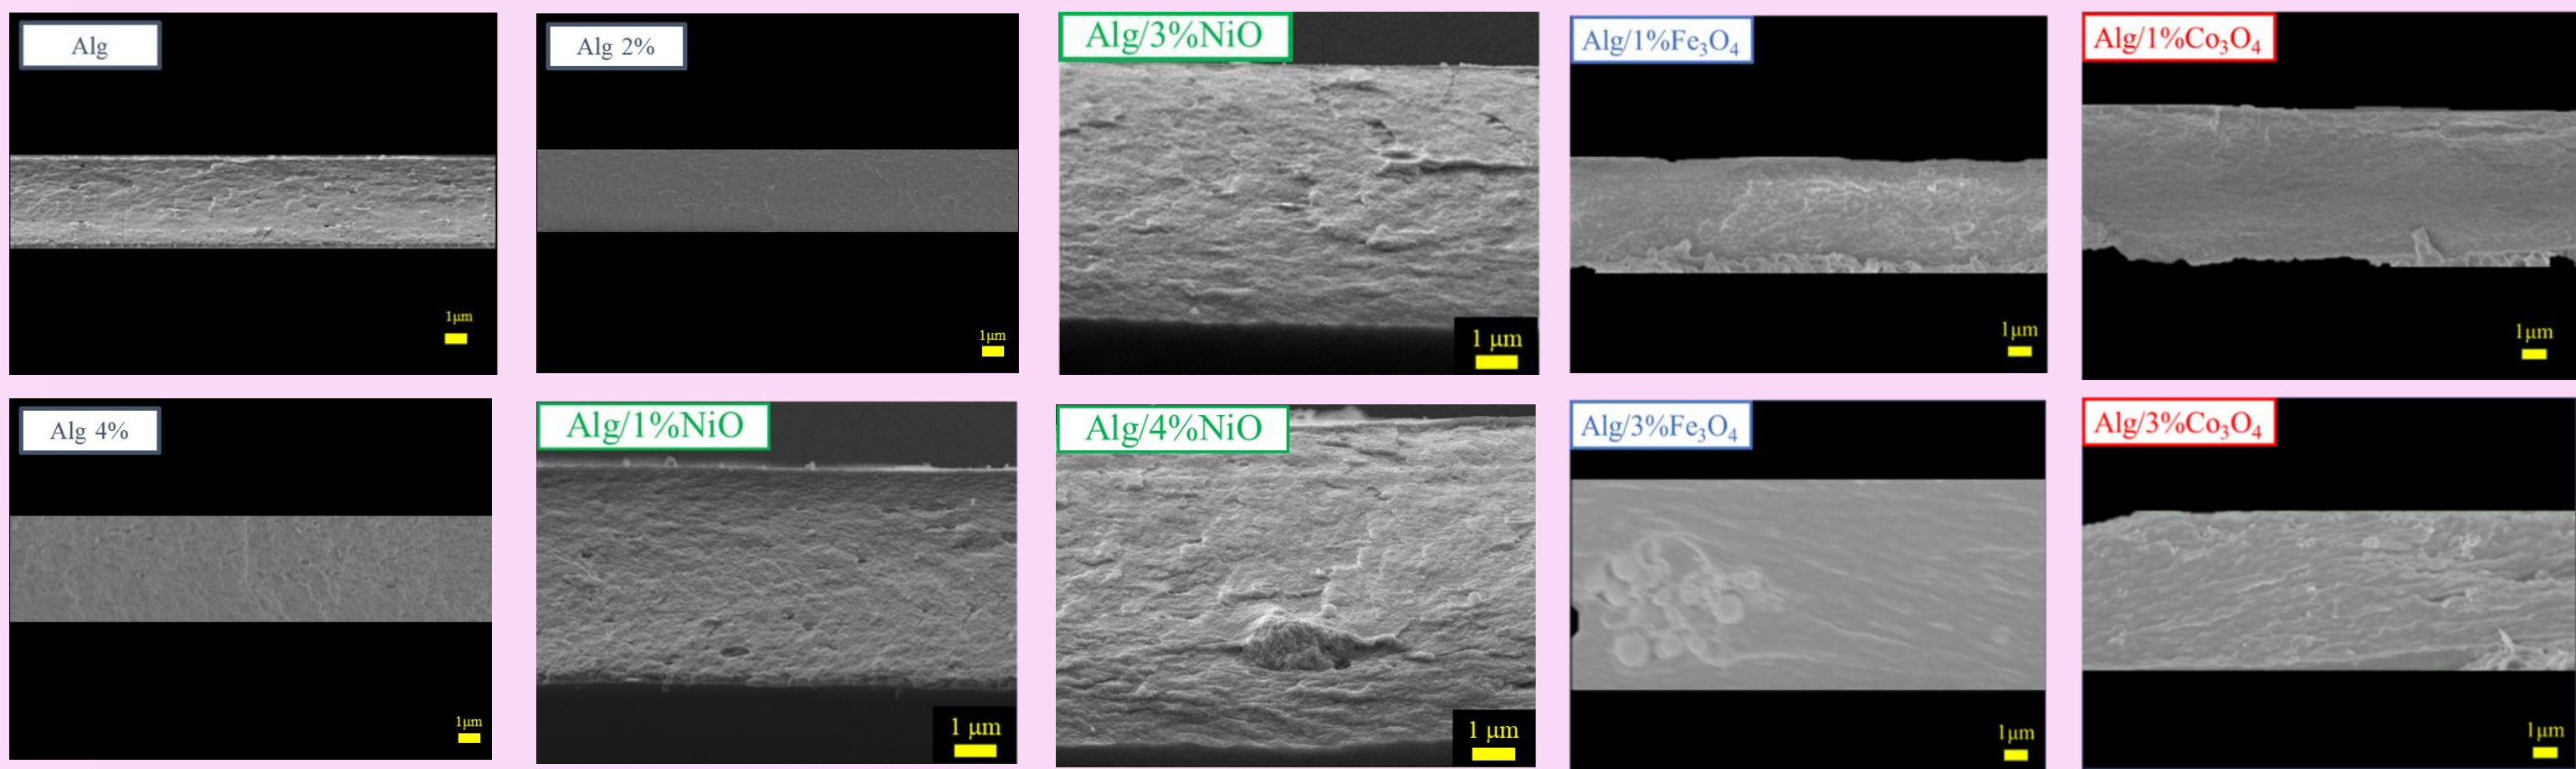 Alg
1μm
Alg 2%
1μm
Alg/3%NiO
1 μm
Alg/1%Fe₃O₄
1μm
Alg/1%Co₃O₄
1μm
Alg 4%
1μm
Alg/1%NiO
1 μm
Alg/4%NiO
1 μm
Alg/3%Fe₃O₄
1μm
Alg/3%Co₃O₄
1μm